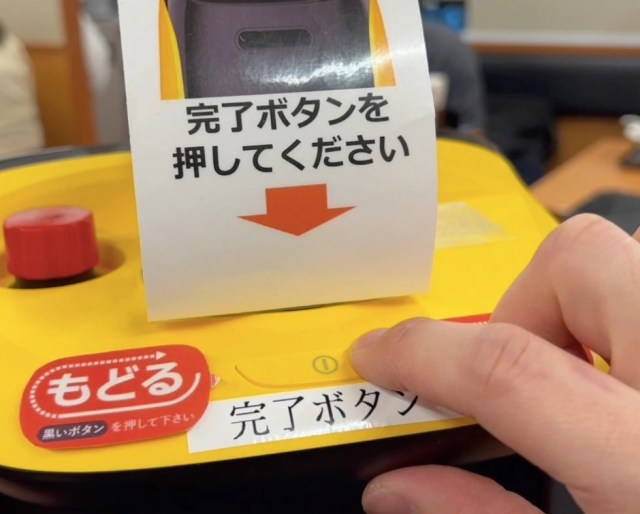 完了ボタンを
押してください
もどる
黒いボタン を押して下さい
完了ボタン